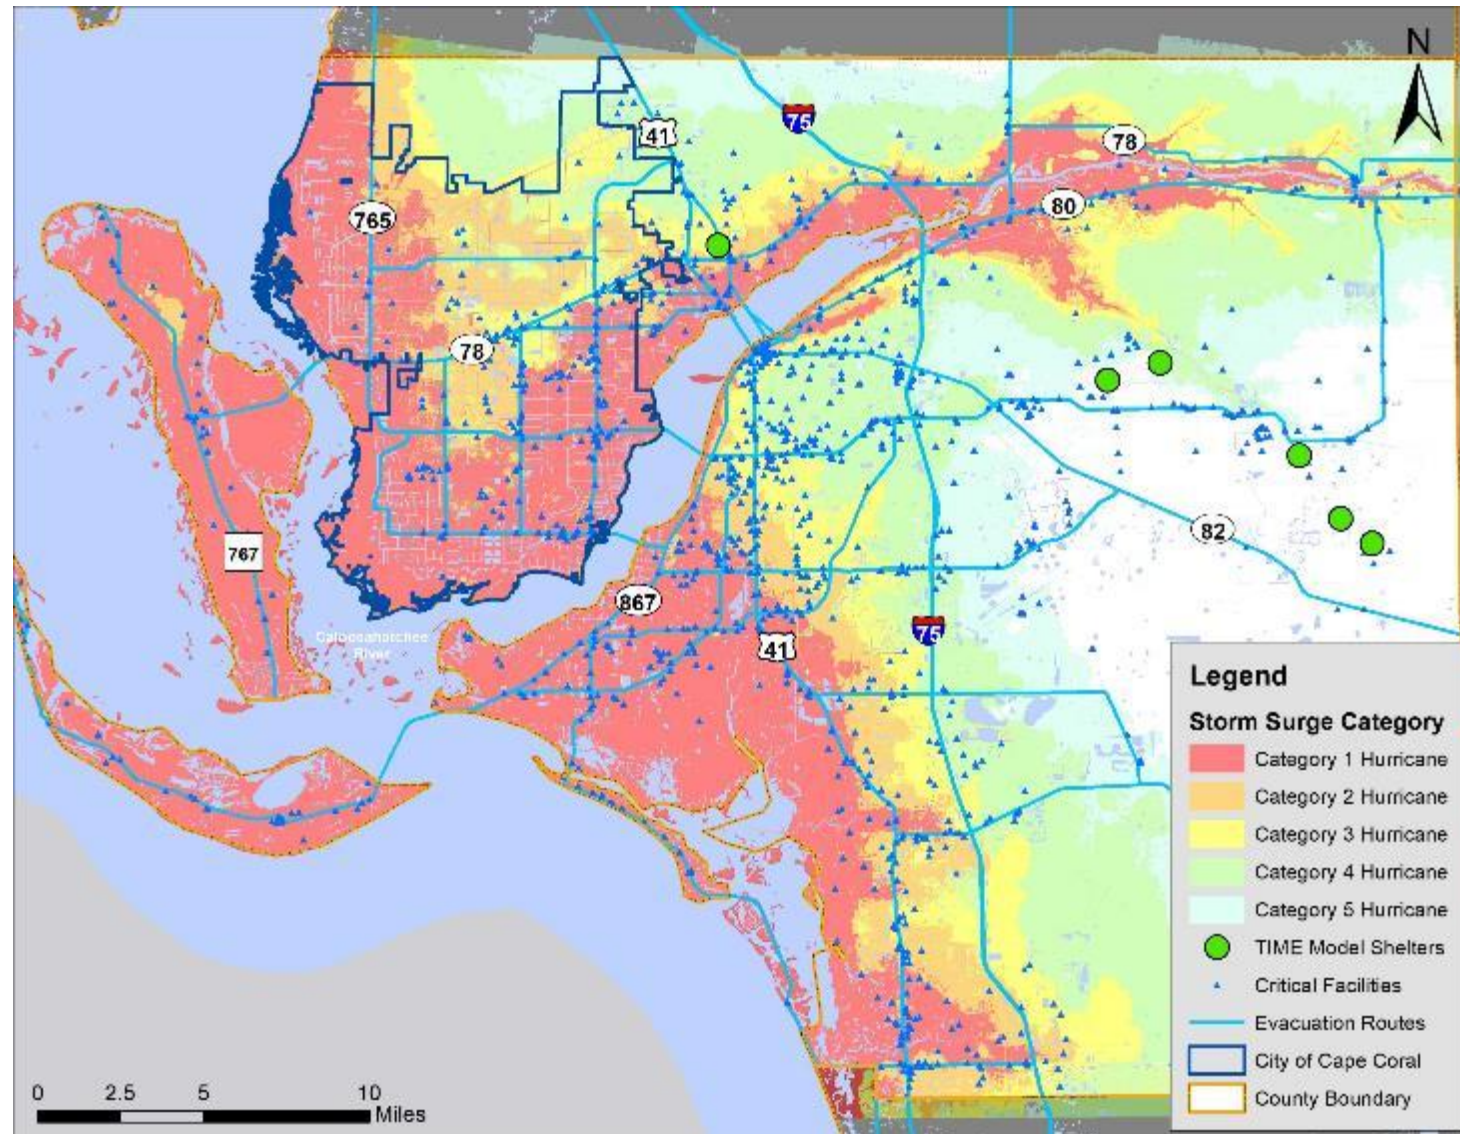 N
41
75
78
765
80
78
82
767
867
75
41
Caloosahatchee
River
Legend
Storm Surge Category
Category 1 Hurricane
Category 2 Hurricane
Category 3 Hurricane
Category 4 Hurricane
Category 5 Hurricane
TIME Model Shelters
Critical Facilities
Evacuation Routes
City of Cape Coral
County Boundary
0 2.5 5 10
Miles